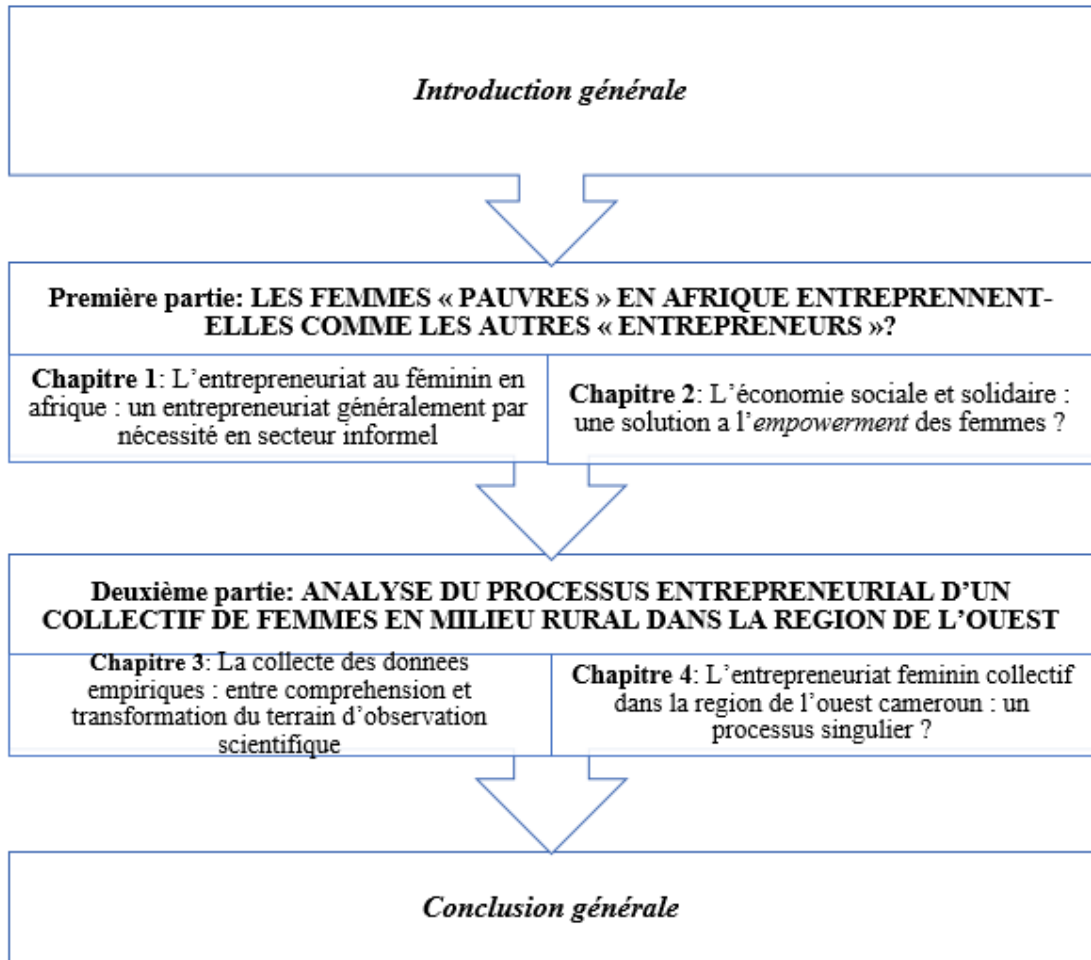 Introduction générale
Première partie: LES FEMMES « PAUVRES » EN AFRIQUE ENTREPRENNENT-
ELLES COMME LES AUTRES « ENTREPRENEURS »?
Chapitre 1: L’entrepreneuriat au féminin en
afrique : un entrepreneuriat généralement par
nécessité en secteur informel
Chapitre 2: L’économie sociale et solidaire :
une solution a l’empowerment des femmes ?
Deuxième partie: ANALYSE DU PROCESSUS ENTREPRENEURIAL D’UN
COLLECTIF DE FEMMES EN MILIEU RURAL DANS LA REGION DE L’OUEST
Chapitre 3: La collecte des donnees
empiriques : entre comprehension et
transformation du terrain d’observation
scientifique
Chapitre 4: L’entrepreneuriat feminin collectif
dans la region de l’ouest cameroun : un
processus singulier ?
Conclusion générale